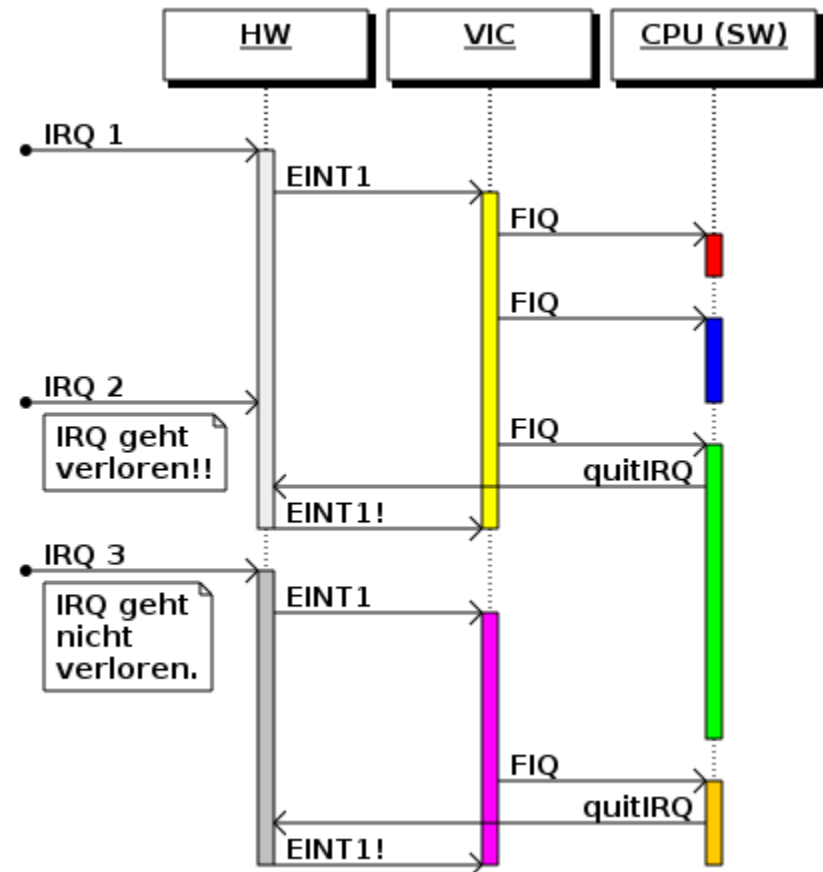 HW
VIC
CPU (SW)
IRQ 1
EINT1
FIQ
FIQ
IRQ 2
IRQ geht
verloren!!
FIQ
quitIRQ
EINT1!
IRQ 3
IRQ geht
nicht
verloren.
EINT1
FIQ
quitIRQ
EINT1!